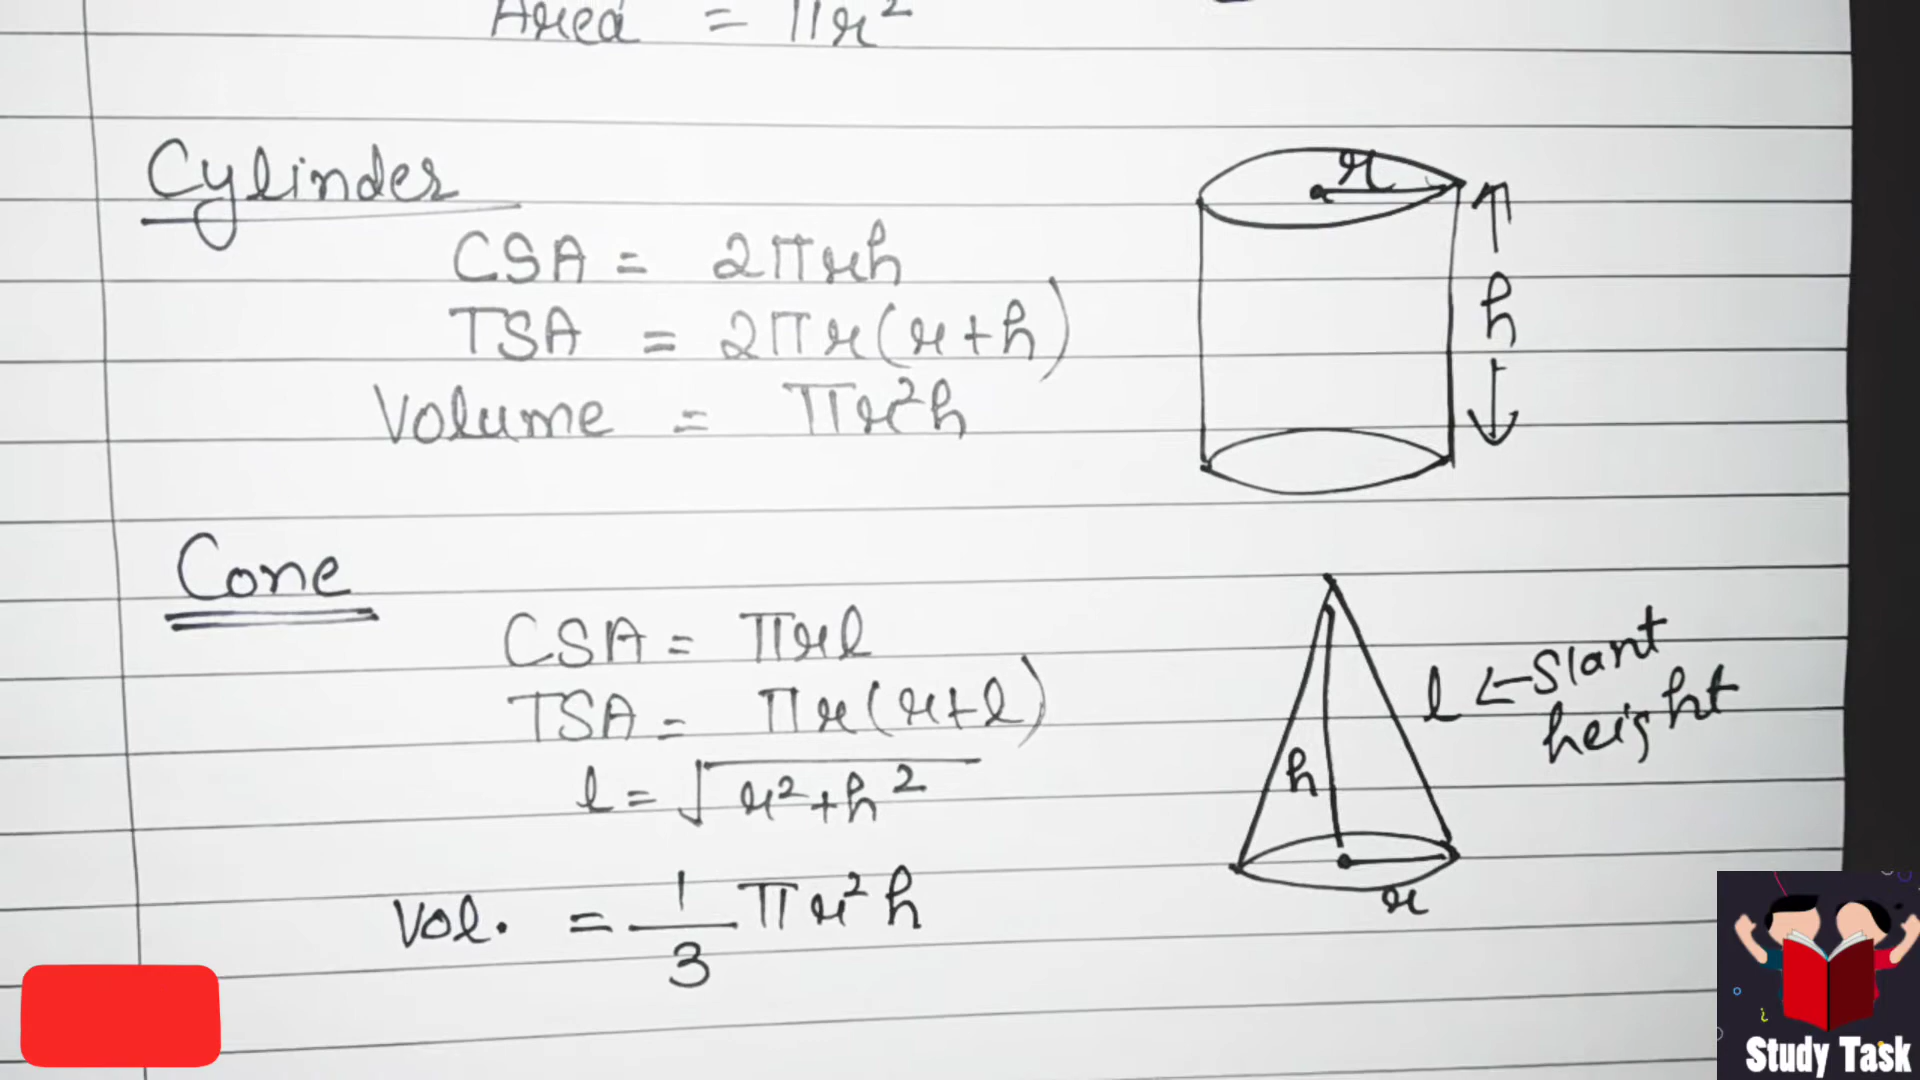 Area = πr²
Cylinder
r
CSA = 2πrh
TSA = 2πr(r+h)
h
Volume = πr²h
Cone
CSA = πrl
l ← Slant
height
TSA = πr(r+l)
h
l = √r²+h²
r
Vol. = 1/3 πr²h
Study Task